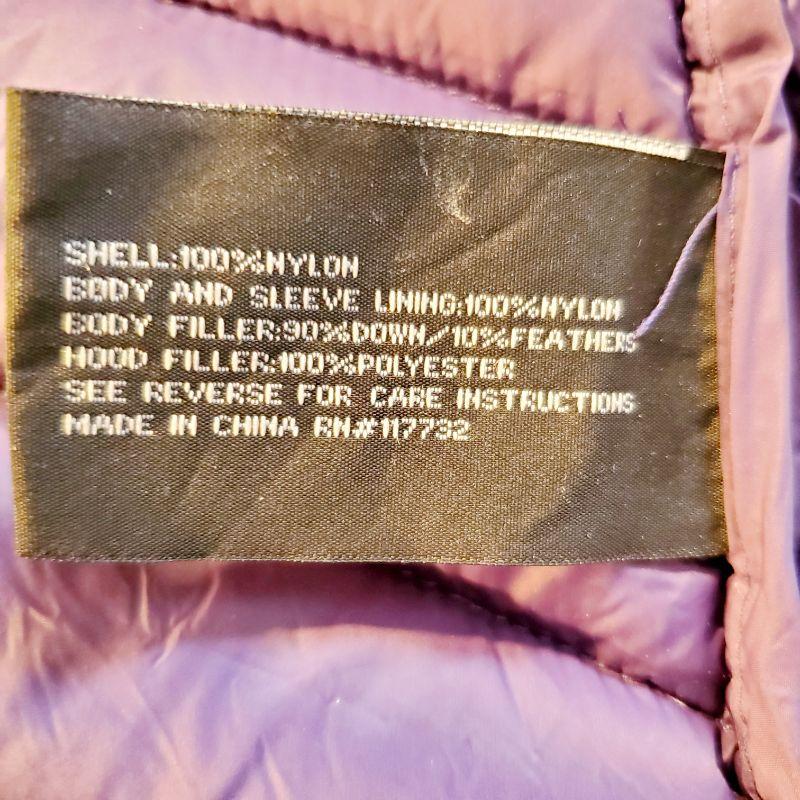 SHELL:100%NYLON
BODY AND SLEEVE LINING:100%NYLON
BODY FILLER:90%DOWN/10%FEATHERS
HOOD FILLER:100%POLYESTER
SEE REVERSE FOR CARE INSTRUCTIONS
MADE IN CHINA RN#117732